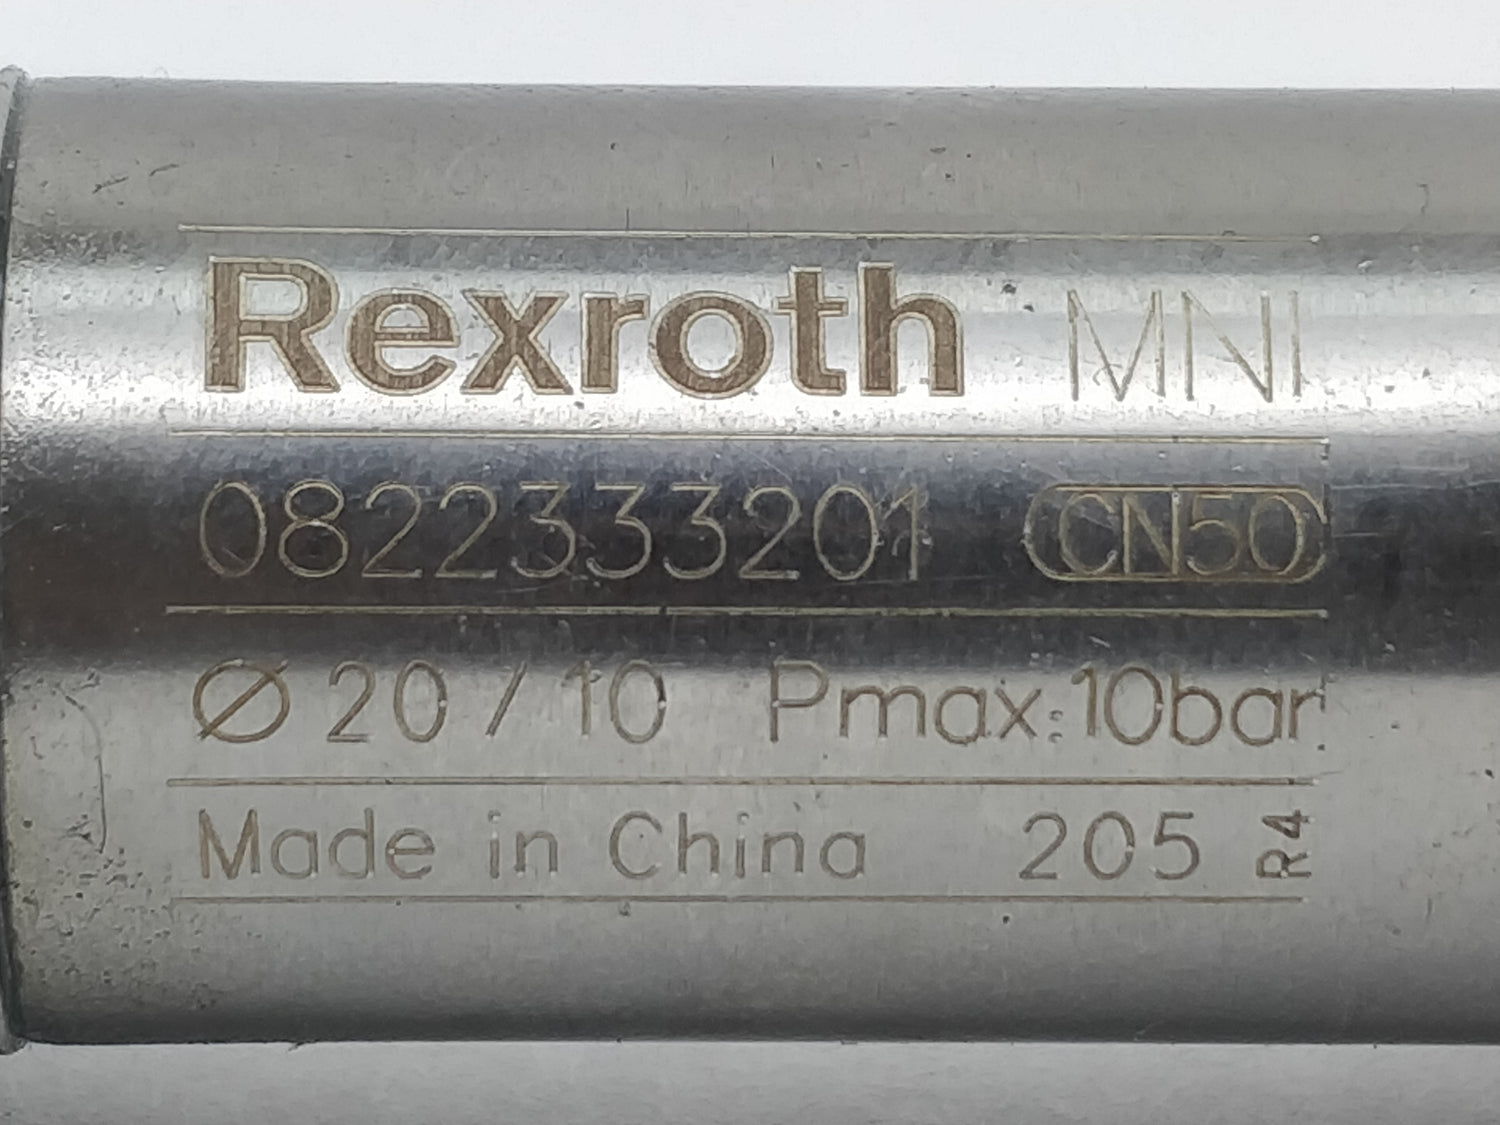 Rexroth MNI
0822333201 CN50
Ø 20 / 10 Pmax:10bar
Made in China 205 R4